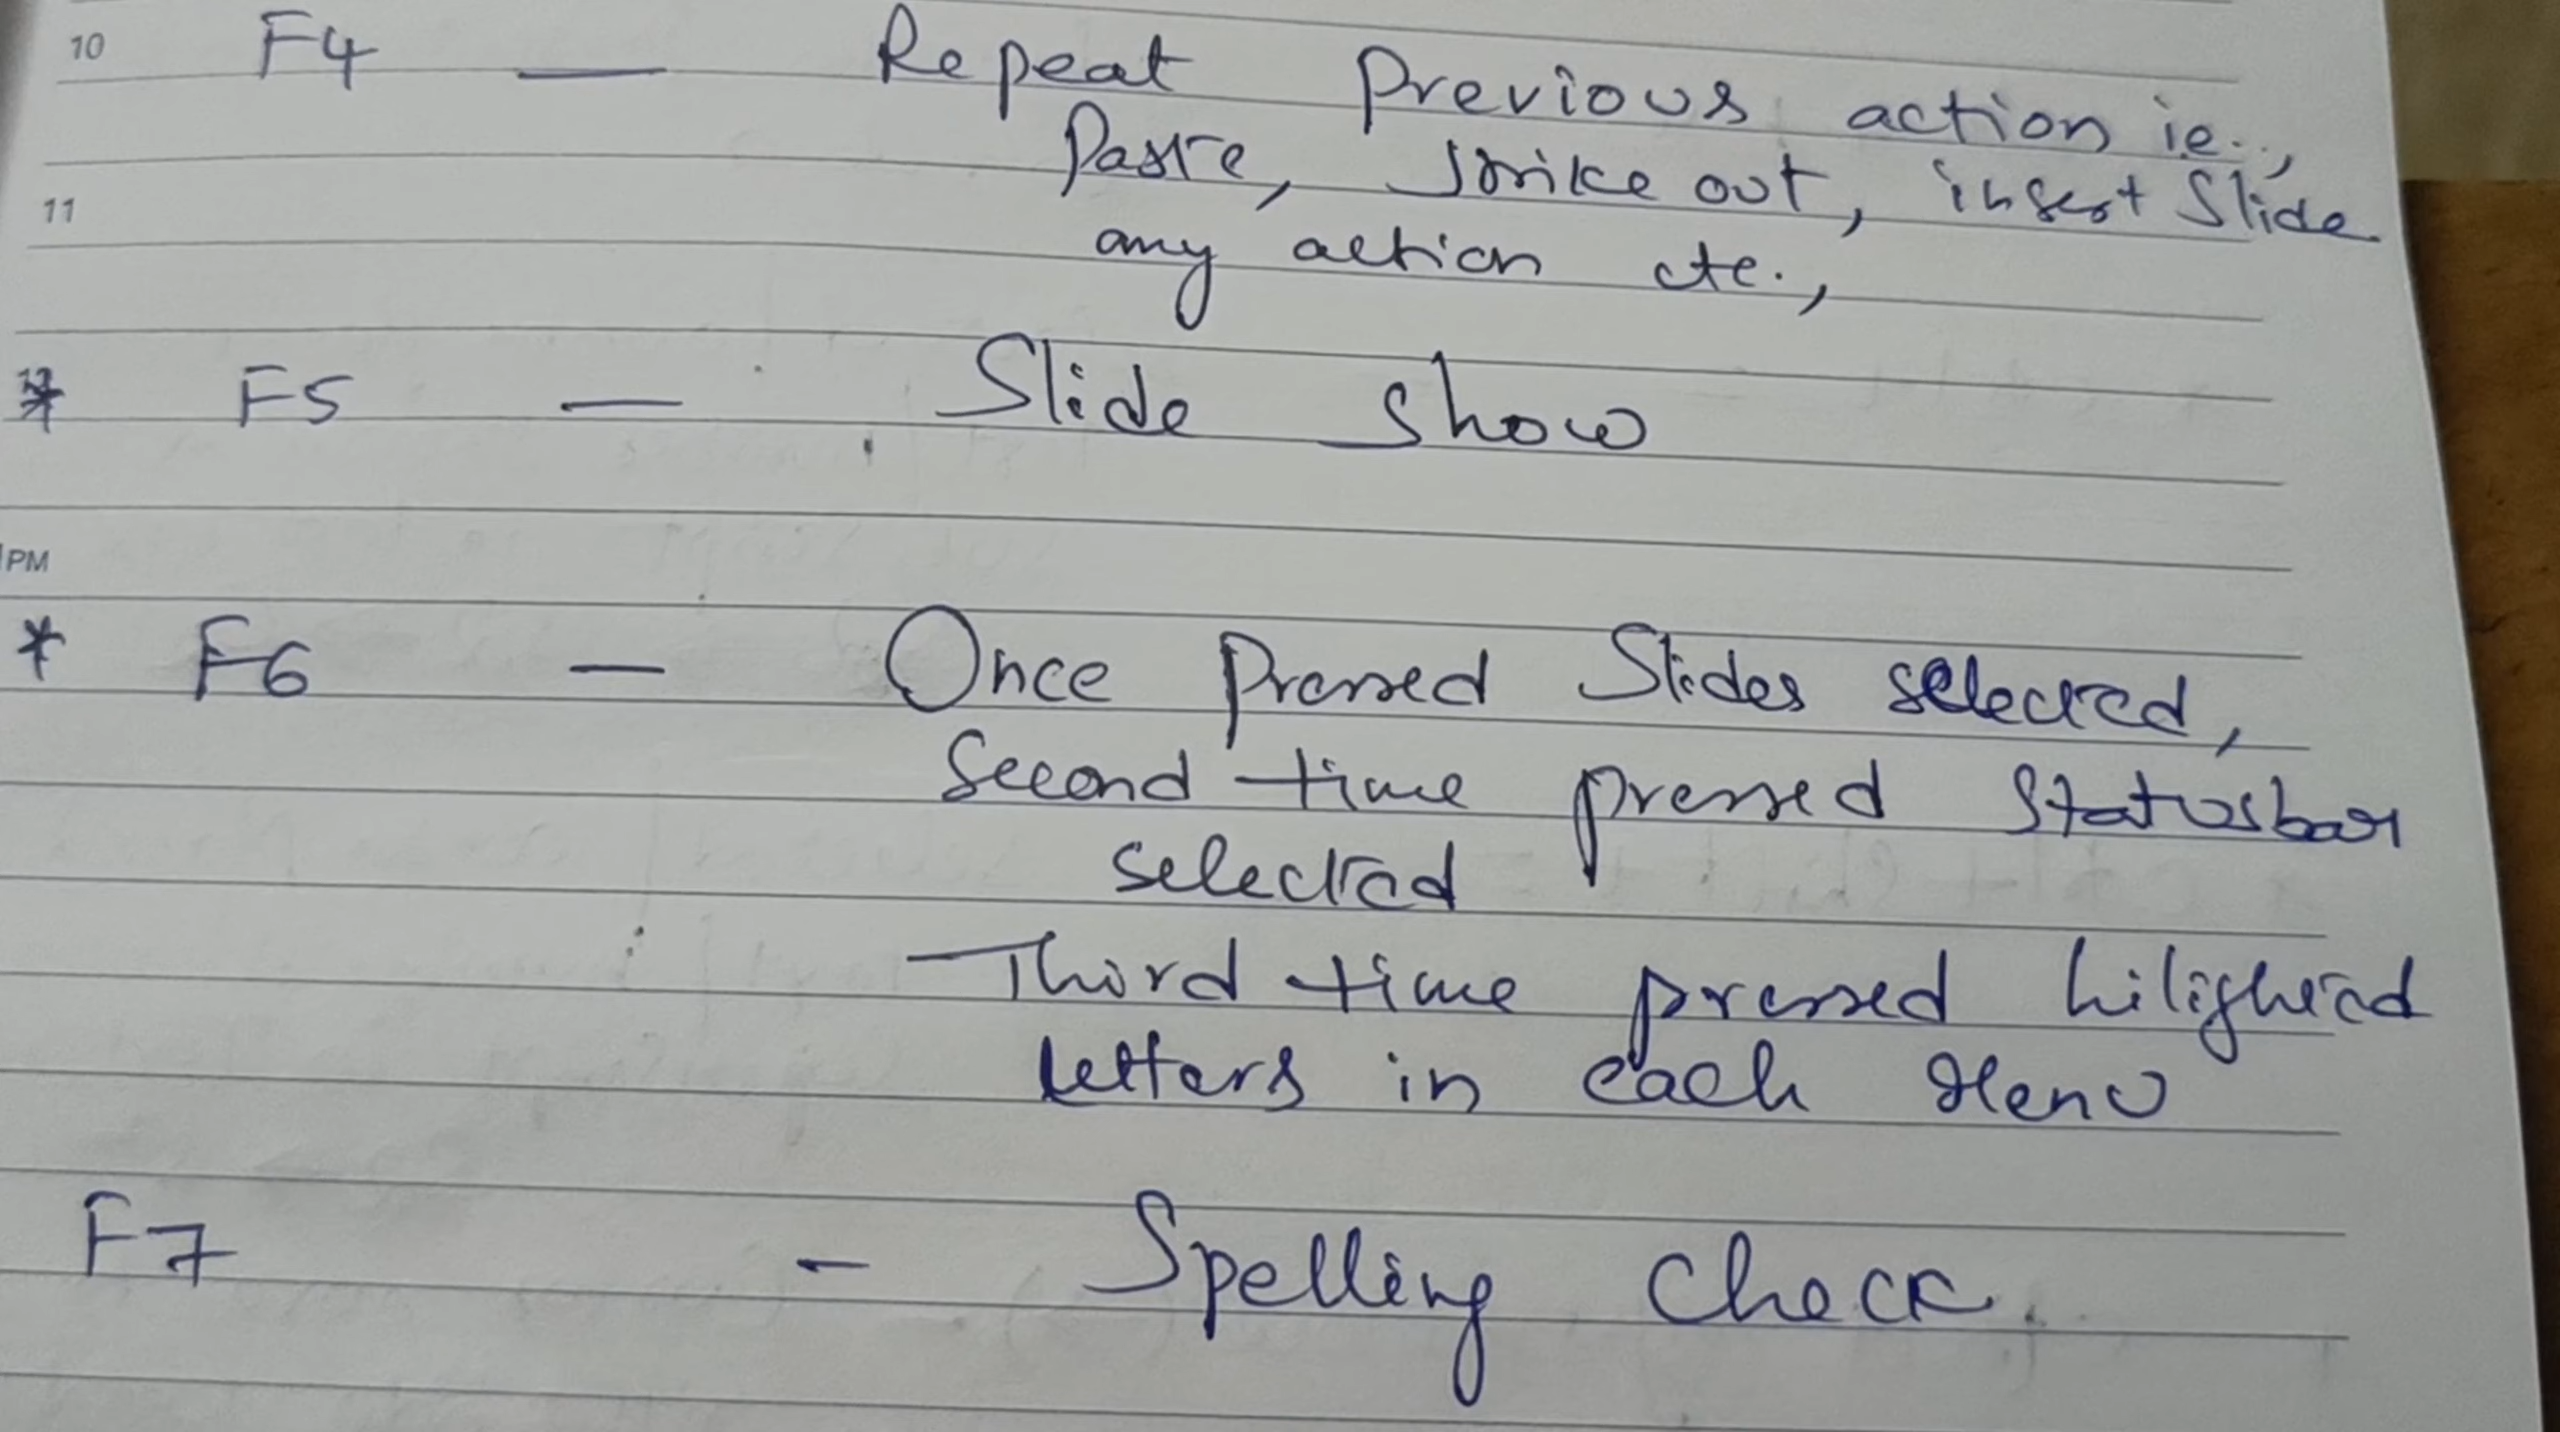 10 F4 — Repeat Previous action ie.,
Paste, Strike out, insert Slide
11 any action etc.,
* F5 — Slide Show
1PM
* F6 — Once Pressed Slides selected,
Second time pressed Statusbar
selected
Third time pressed hilighted
letters in each Menu
F7 - Spelling Check.